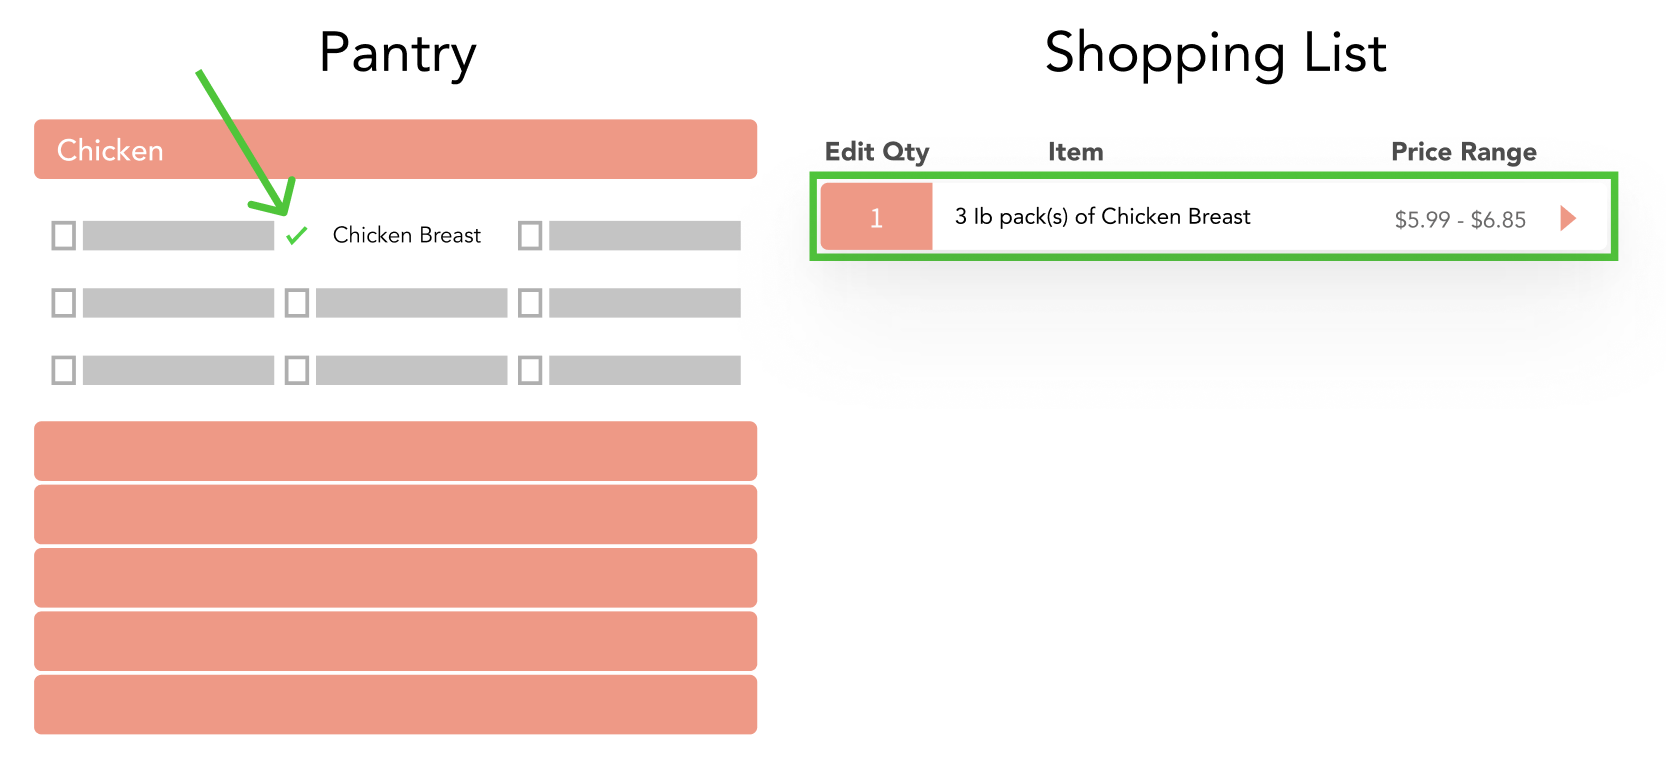 Pantry
Chicken
Chicken Breast
Shopping List
Edit Qty Item Price Range
1 3 lb pack(s) of Chicken Breast $5.99 - $6.85